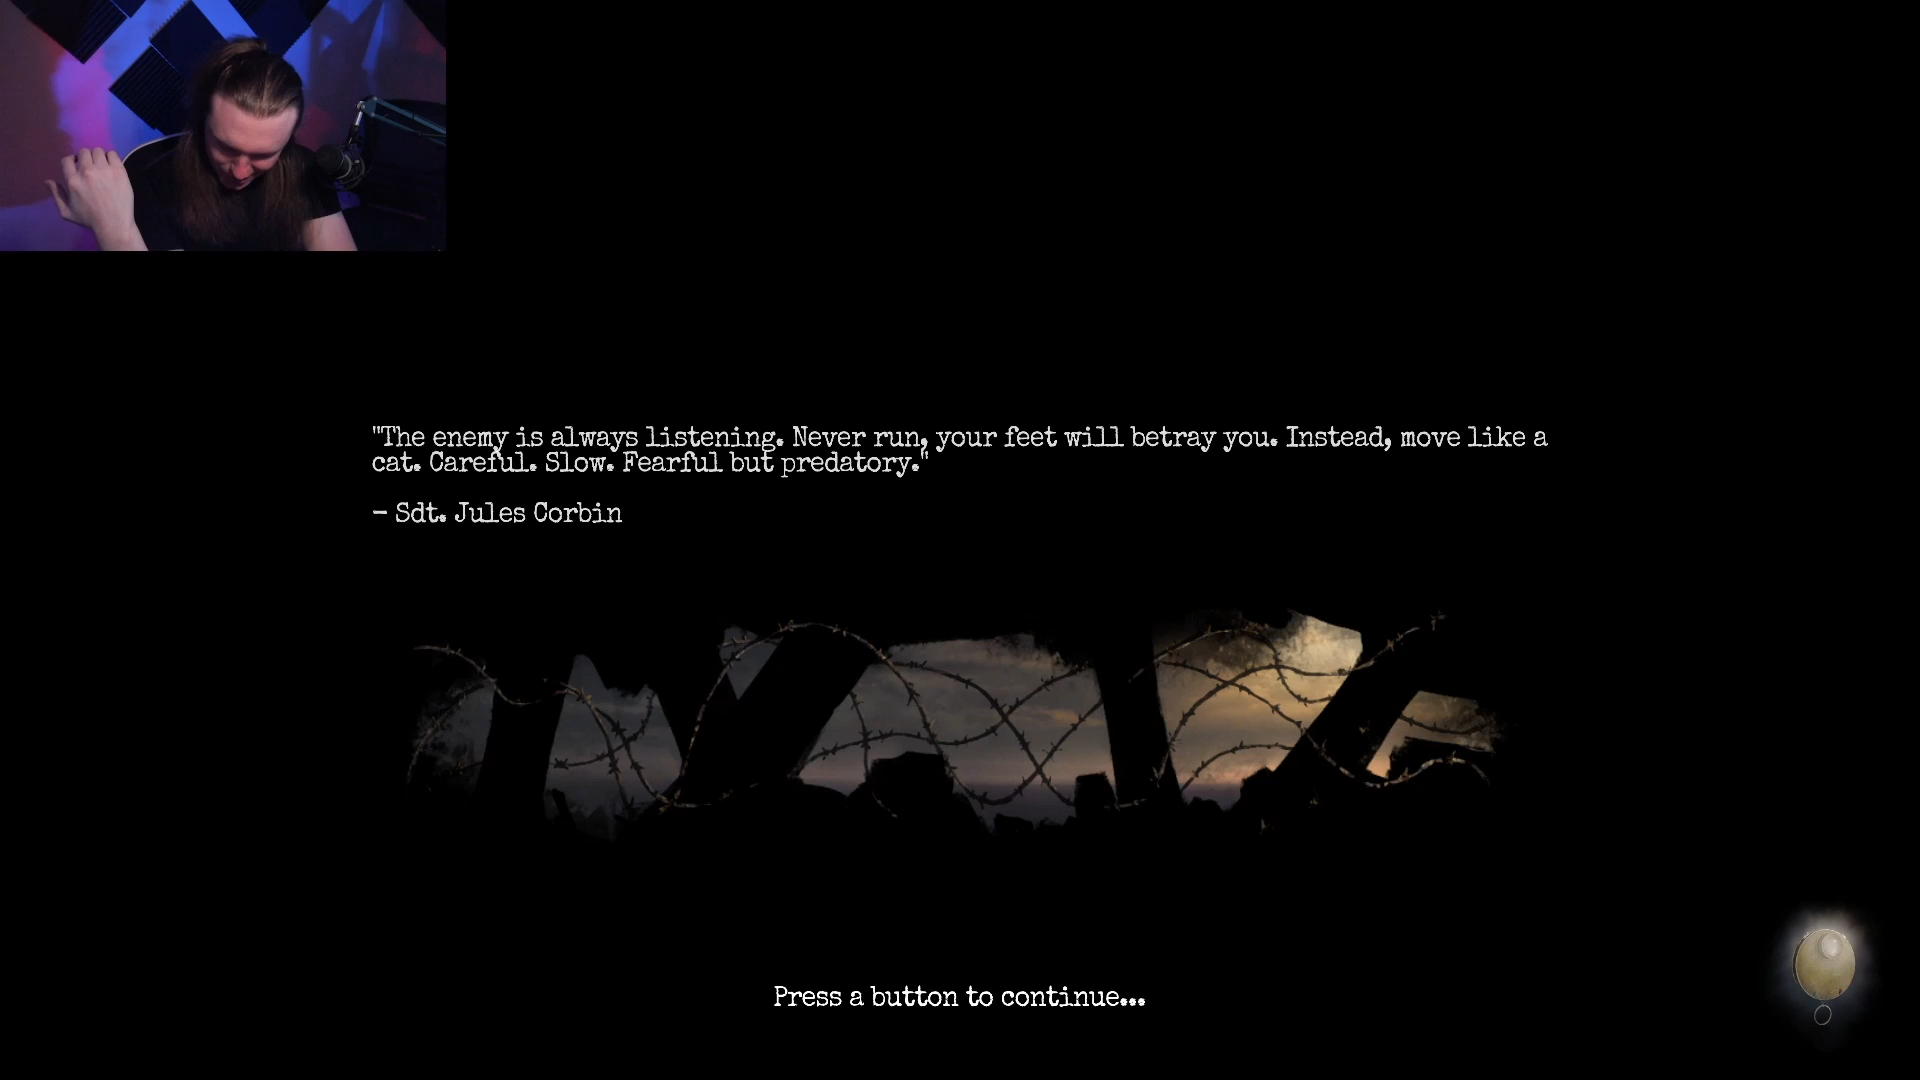 "The enemy is always listening. Never run, your feet will betray you. Instead, move like a
cat. Careful. Slow. Fearful but predatory."
- Sdt. Jules Corbin
Press a button to continue...